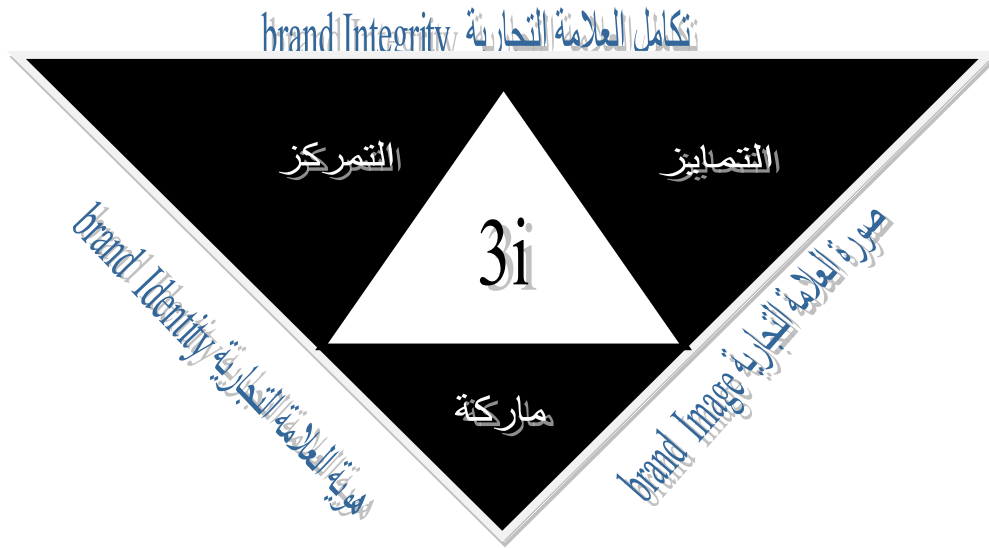 تكامل العلامة التجارية brand Integrity
التمايز
التمركز
3i
صورة العلامة التجارية brand Image
هوية العلامة التجارية brand Identity
ماركة